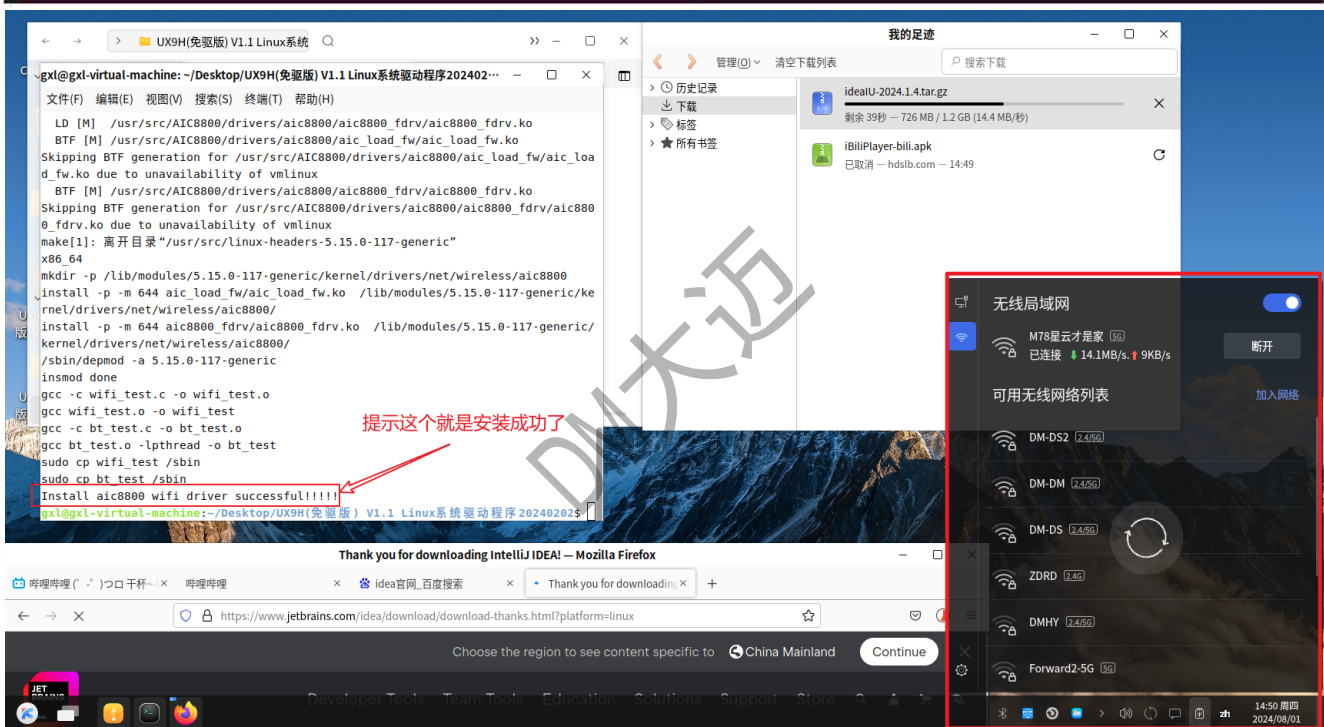 UX9H(免驱版) V1.1 Linux系统
gxl@gxl-virtual-machine: ~/Desktop/UX9H(免驱版) V1.1 Linux系统驱动程序202402···
文件(F) 编辑(E) 视图(V) 搜索(S) 终端(T) 帮助(H)
LD [M] /usr/src/AIC8800/drivers/aic8800/aic8800_fdrv/aic8800_fdrv.ko
BTF [M] /usr/src/AIC8800/drivers/aic8800/aic_load_fw/aic_load_fw.ko
Skipping BTF generation for /usr/src/AIC8800/drivers/aic8800/aic_load_fw/aic_loa
d_fw.ko due to unavailability of vmlinux
BTF [M] /usr/src/AIC8800/drivers/aic8800/aic8800_fdrv/aic8800_fdrv.ko
Skipping BTF generation for /usr/src/AIC8800/drivers/aic8800/aic8800_fdrv/aic880
0_fdrv.ko due to unavailability of vmlinux
make[1]: 离开目录“/usr/src/linux-headers-5.15.0-117-generic”
x86_64
mkdir -p /lib/modules/5.15.0-117-generic/kernel/drivers/net/wireless/aic8800
install -p -m 644 aic_load_fw/aic_load_fw.ko /lib/modules/5.15.0-117-generic/ke
rnel/drivers/net/wireless/aic8800/
install -p -m 644 aic8800_fdrv/aic8800_fdrv.ko /lib/modules/5.15.0-117-generic/
kernel/drivers/net/wireless/aic8800/
/sbin/depmod -a 5.15.0-117-generic
insmod done
gcc -c wifi_test.c -o wifi_test.o
gcc wifi_test.o -o wifi_test
gcc -c bt_test.c -o bt_test.o
gcc bt_test.o -lpthread -o bt_test
sudo cp wifi_test /sbin
sudo cp bt_test /sbin
Install aic8800 wifi driver successful!!!!!
gxl@gxl-virtual-machine:~/Desktop/UX9H(免驱版) V1.1 Linux系统驱动程序20240202$
提示这个就是安装成功了
我的足迹
管理(O) 清空下载列表
搜索下载
历史记录
下载
标签
所有书签
ideaIU-2024.1.4.tar.gz
剩余 39秒 — 726 MB / 1.2 GB (14.4 MB/秒)
iBiliPlayer-bili.apk
已取消 — hdslb.com — 14:49
DM大迈
无线局域网
M78星云才是家 5G
已连接 14.1MB/s. 9KB/s
断开
可用无线网络列表
加入网络
DM-DS2 2.4/5G
DM-DM 2.4/5G
DM-DS 2.4/5G
ZDRD 2.4G
DMHY 2.4/5G
Forward2-5G 5G
Thank you for downloading IntelliJ IDEA! — Mozilla Firefox
哔哩哔哩 (゜-゜)つロ 干杯~-
哔哩哔哩
idea官网_百度搜索
Thank you for downloading
https://www.jetbrains.com/idea/download/download-thanks.html?platform=linux
Choose the region to see content specific to China Mainland Continue
JET
BRAINS
Developer Tools Team Tools Education Solutions Support Store
zh
14:50 周四
2024/08/01